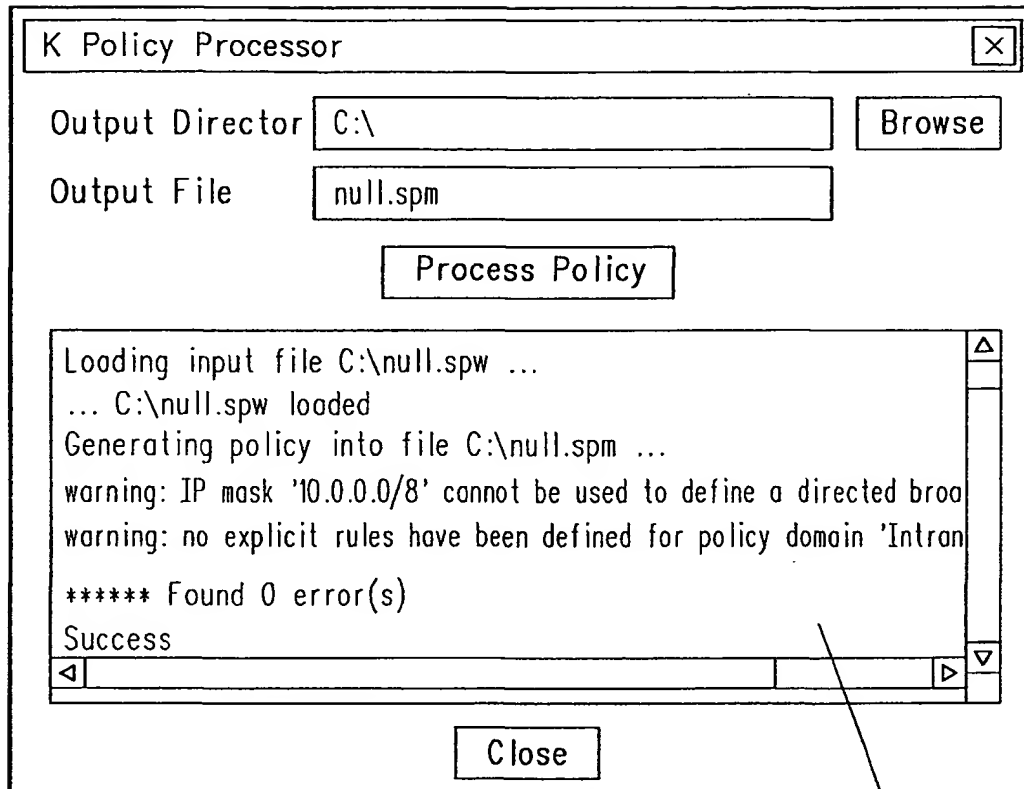 K Policy Processor
Output Director C:\ Browse
Output File null.spm
Process Policy
Loading input file C:\null.spw ...
... C:\null.spw loaded
Generating policy into file C:\null.spm ...
warning: IP mask '10.0.0.0/8' cannot be used to define a directed broa
warning: no explicit rules have been defined for policy domain 'Intran
****** Found 0 error(s)
Success
Close